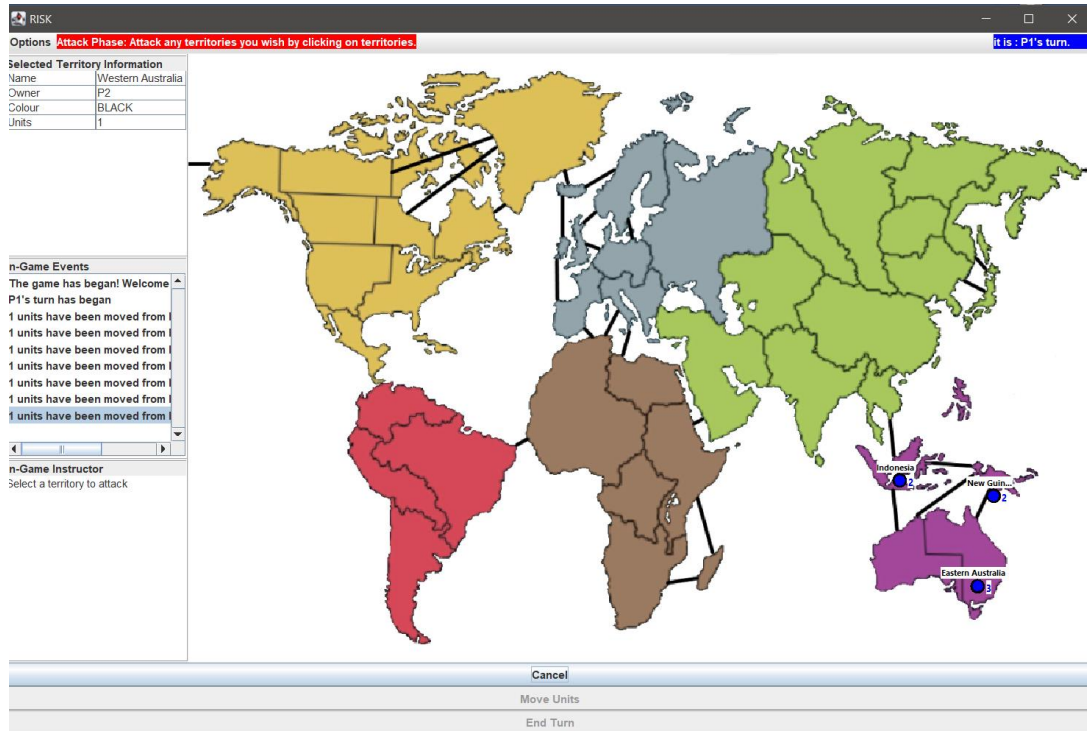 RISK
Options Attack Phase: Attack any territories you wish by clicking on territories. it is : P1's turn.
Selected Territory Information
Name Western Australia
Owner P2
Colour BLACK
Units 1
n-Game Events
The game has began! Welcome
P1's turn has began
1 units have been moved from
1 units have been moved from
1 units have been moved from
1 units have been moved from
1 units have been moved from
1 units have been moved from
1 units have been moved from
n-Game Instructor
Select a territory to attack
Indonesia
2
New Guin...
2
Eastern Australia
3
Cancel
Move Units
End Turn